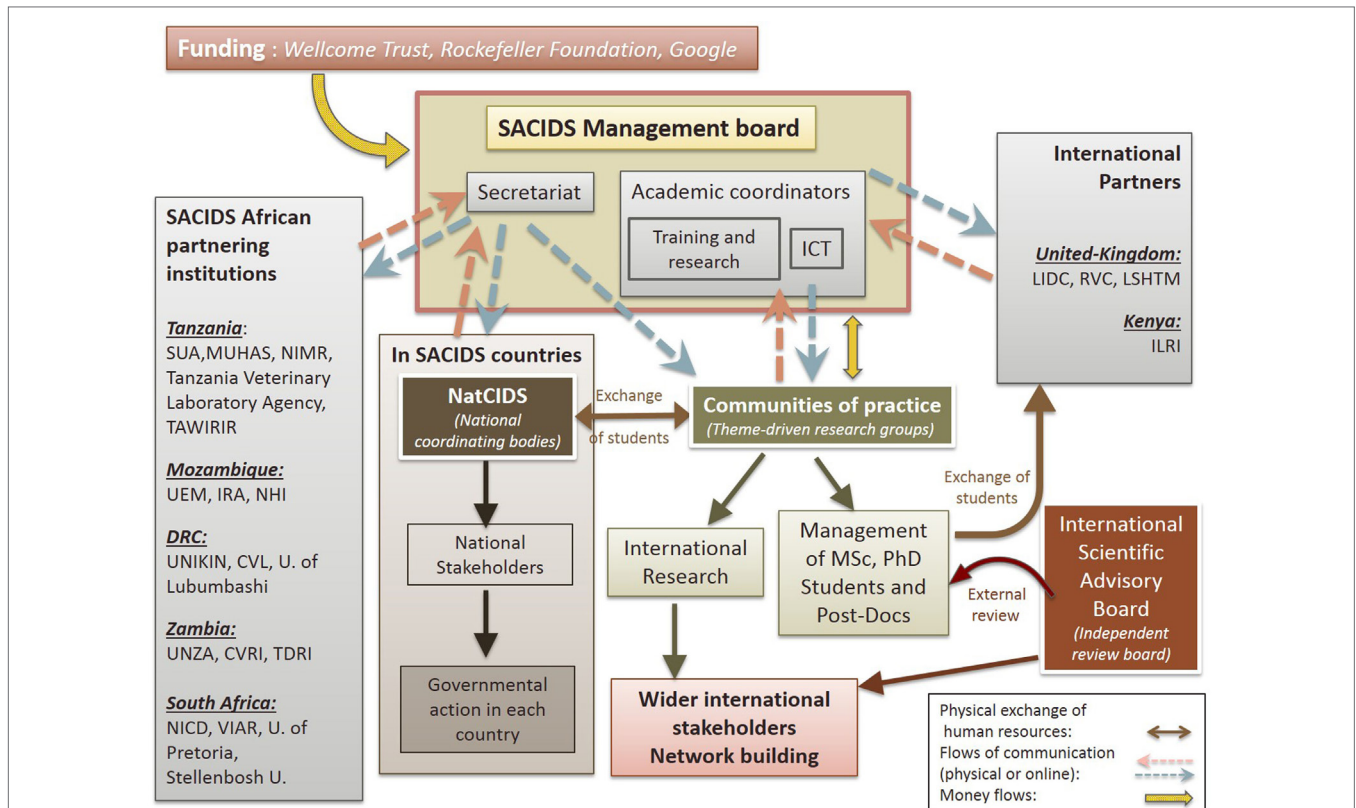 Funding : Wellcome Trust, Rockefeller Foundation, Google
SACIDS Management board
Secretariat
Academic coordinators
Training and
research
ICT
International
Partners
United-Kingdom:
LIDC, RVC, LSHTM
Kenya:
ILRI
SACIDS African
partnering
institutions
Tanzania:
SUA,MUHAS, NIMR,
Tanzania Veterinary
Laboratory Agency,
TAWIRIR
Mozambique:
UEM, IRA, NHI
DRC:
UNIKIN, CVL, U. of
Lubumbashi
Zambia:
UNZA, CVRI, TDRI
South Africa:
NICD, VIAR, U. of
Pretoria,
Stellenbosh U.
In SACIDS countries
NatCIDS
(National
coordinating bodies)
National
Stakeholders
Governmental
action in each
country
Exchange
of students
Communities of practice
(Theme-driven research groups)
International
Research
Management
of MSc, PhD
Students and
Post-Docs
Exchange of
students
External
review
International
Scientific
Advisory
Board
(Independent
review board)
Wider international
stakeholders
Network building
Physical exchange of
human resources:
Flows of communication
(physical or online):
Money flows: